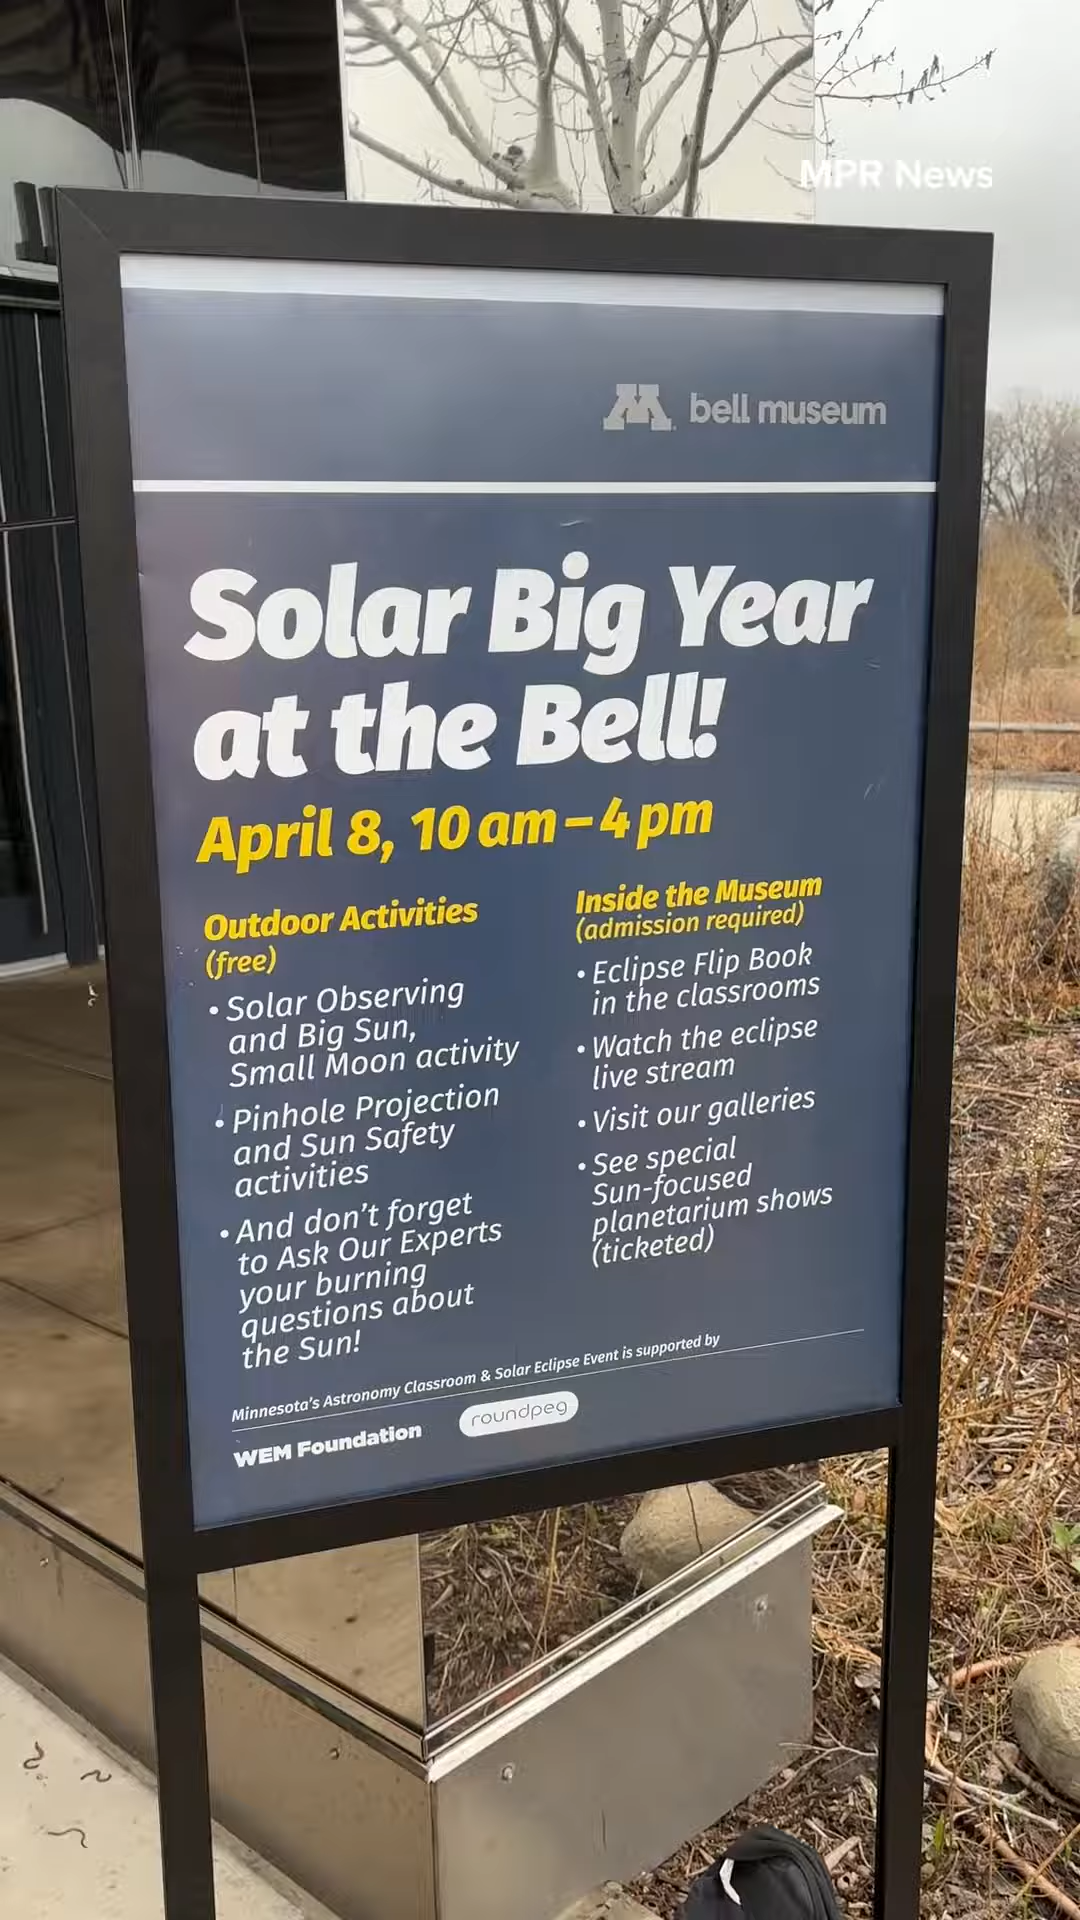 MPR News
M bell museum
Solar Big Year
at the Bell!
April 8, 10 am – 4 pm
Outdoor Activities
(free)
• Solar Observing
and Big Sun,
Small Moon activity
• Pinhole Projection
and Sun Safety
activities
• And don't forget
to Ask Our Experts
your burning
questions about
the Sun!
Inside the Museum
(admission required)
• Eclipse Flip Book
in the classrooms
• Watch the eclipse
live stream
• Visit our galleries
• See special
Sun-focused
planetarium shows
(ticketed)
Minnesota's Astronomy Classroom & Solar Eclipse Event is supported by
WEM Foundation
roundpeg